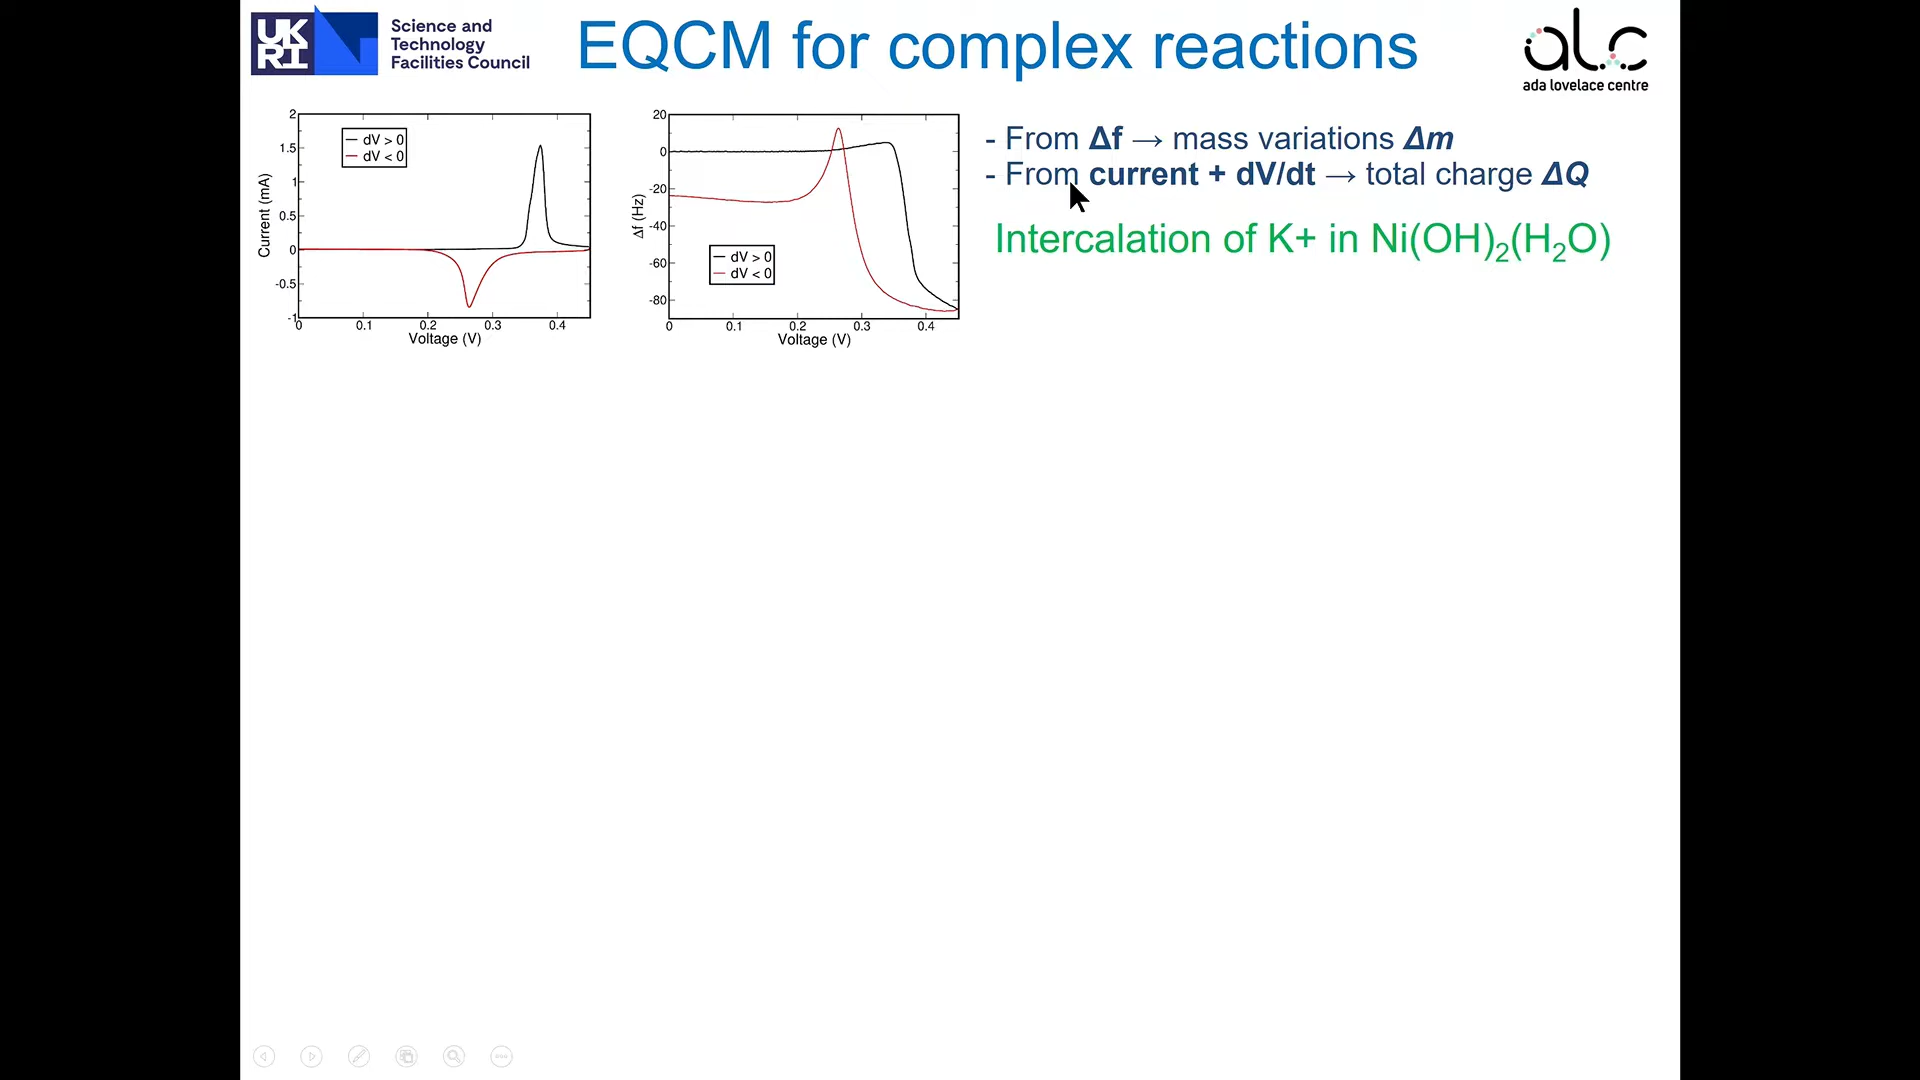 UK
RI
Science and
Technology
Facilities Council
EQCM for complex reactions
alc
ada lovelace centre
2
1.5
1
0.5
0
-0.5
-1
Current (mA)
dV > 0
dV < 0
0 0.1 0.2 0.3 0.4
Voltage (V)
20
0
-20
-40
-60
-80
Δf (Hz)
dV > 0
dV < 0
0 0.1 0.2 0.3 0.4
Voltage (V)
- From Δf → mass variations Δm
- From current + dV/dt → total charge ΔQ
Intercalation of K+ in Ni(OH)₂(H₂O)